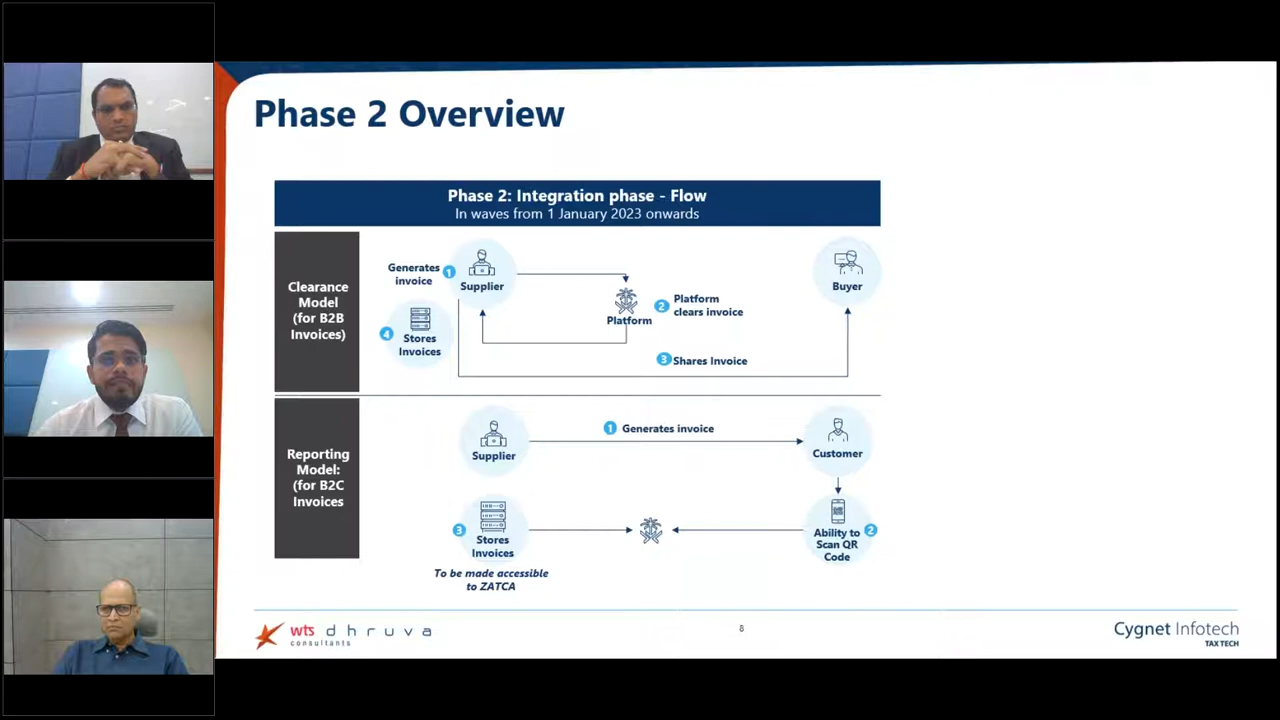 Phase 2 Overview
Phase 2: Integration phase - Flow
In waves from 1 January 2023 onwards
Clearance
Model
(for B2B
Invoices)
Generates
invoice
1
Supplier
4
Stores
Invoices
Platform
2
Platform
clears invoice
3
Shares Invoice
Buyer
Reporting
Model:
(for B2C
Invoices
Supplier
1
Generates invoice
Customer
3
Stores
Invoices
To be made accessible
to ZATCA
Ability to
Scan QR
Code
2
wts dhruva
consultants
8
Cygnet Infotech
TAX TECH